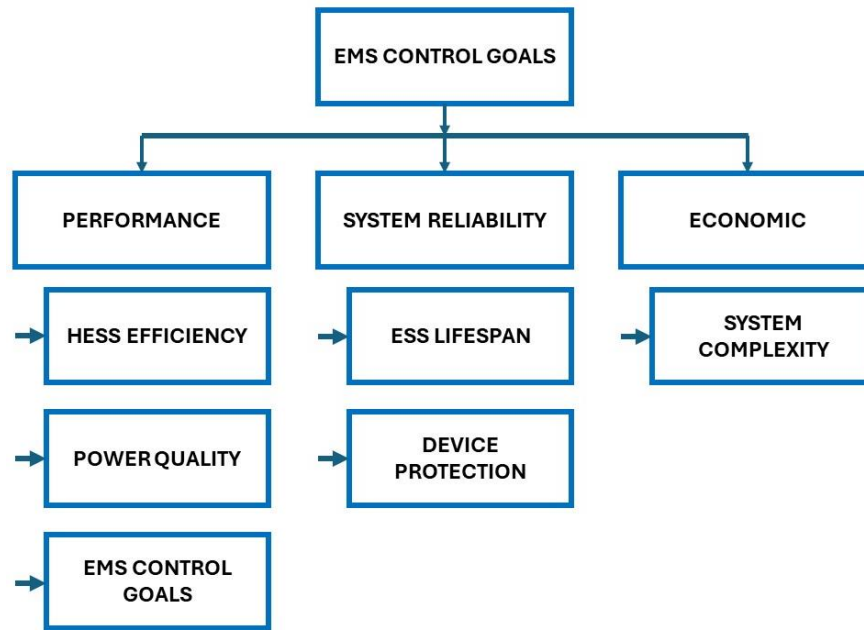 EMS CONTROL GOALS
PERFORMANCE
SYSTEM RELIABILITY
ECONOMIC
HESS EFFICIENCY
ESS LIFESPAN
SYSTEM
COMPLEXITY
POWER QUALITY
DEVICE
PROTECTION
EMS CONTROL
GOALS